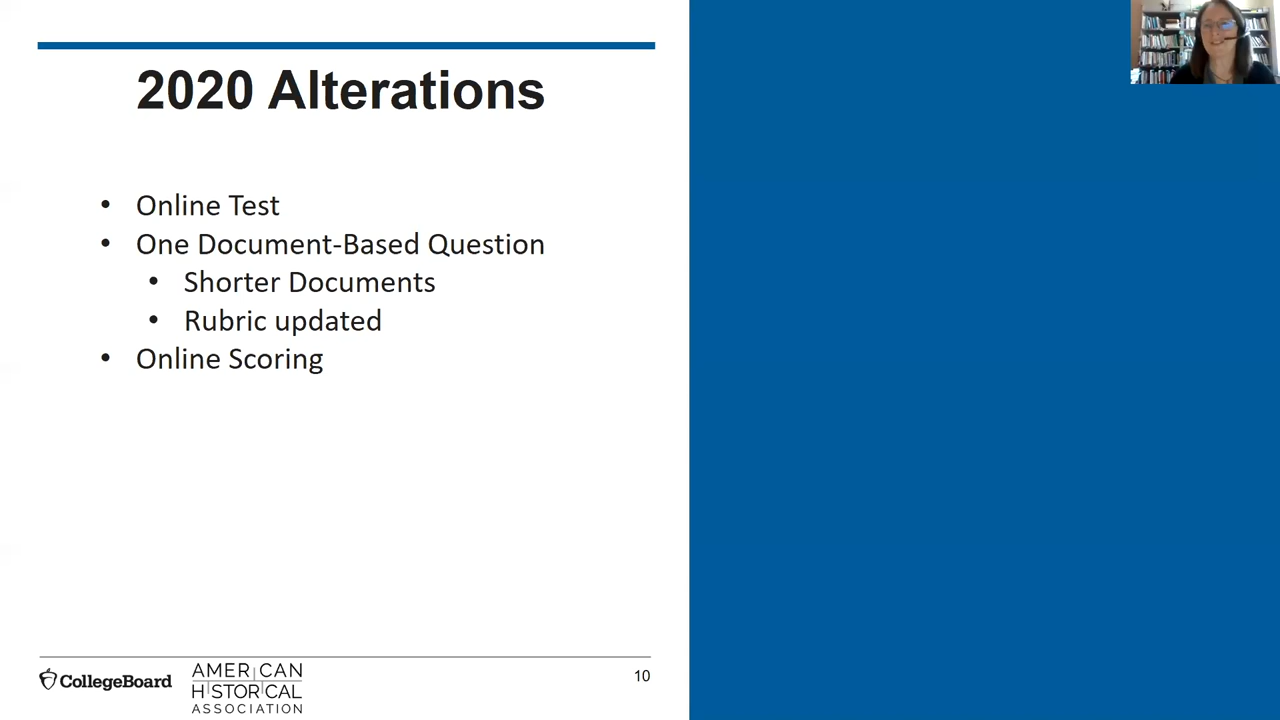 2020 Alterations
• Online Test
• One Document-Based Question
• Shorter Documents
• Rubric updated
• Online Scoring
CollegeBoard
AMERICAN
HISTORICAL
ASSOCIATION
10